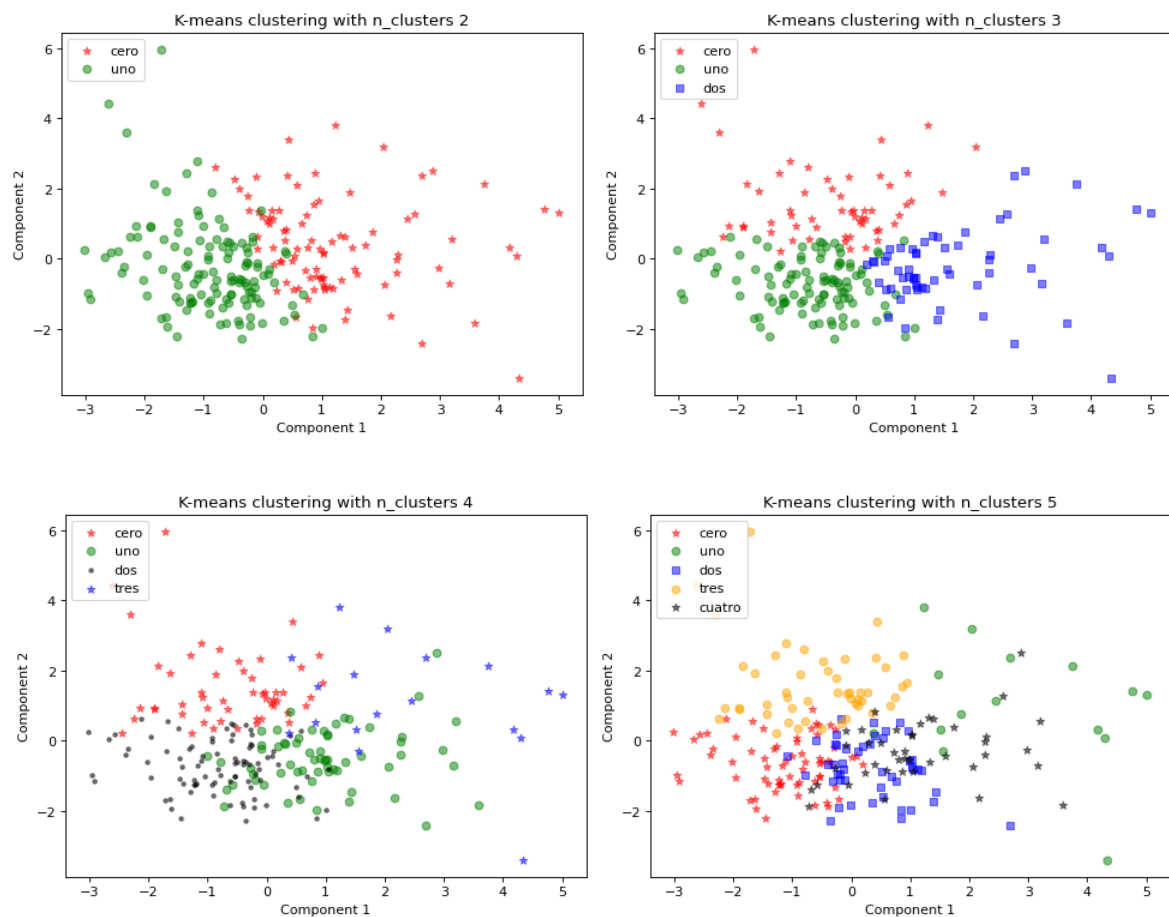 K-means clustering with n_clusters 2
cero
uno
6
4
2
0
−2
Component 2
−3 −2 −1 0 1 2 3 4 5
Component 1
K-means clustering with n_clusters 3
cero
uno
dos
6
4
2
0
−2
Component 2
−3 −2 −1 0 1 2 3 4 5
Component 1
K-means clustering with n_clusters 4
cero
uno
dos
tres
6
4
2
0
−2
Component 2
−3 −2 −1 0 1 2 3 4 5
Component 1
K-means clustering with n_clusters 5
cero
uno
dos
tres
cuatro
6
4
2
0
−2
Component 2
−3 −2 −1 0 1 2 3 4 5
Component 1